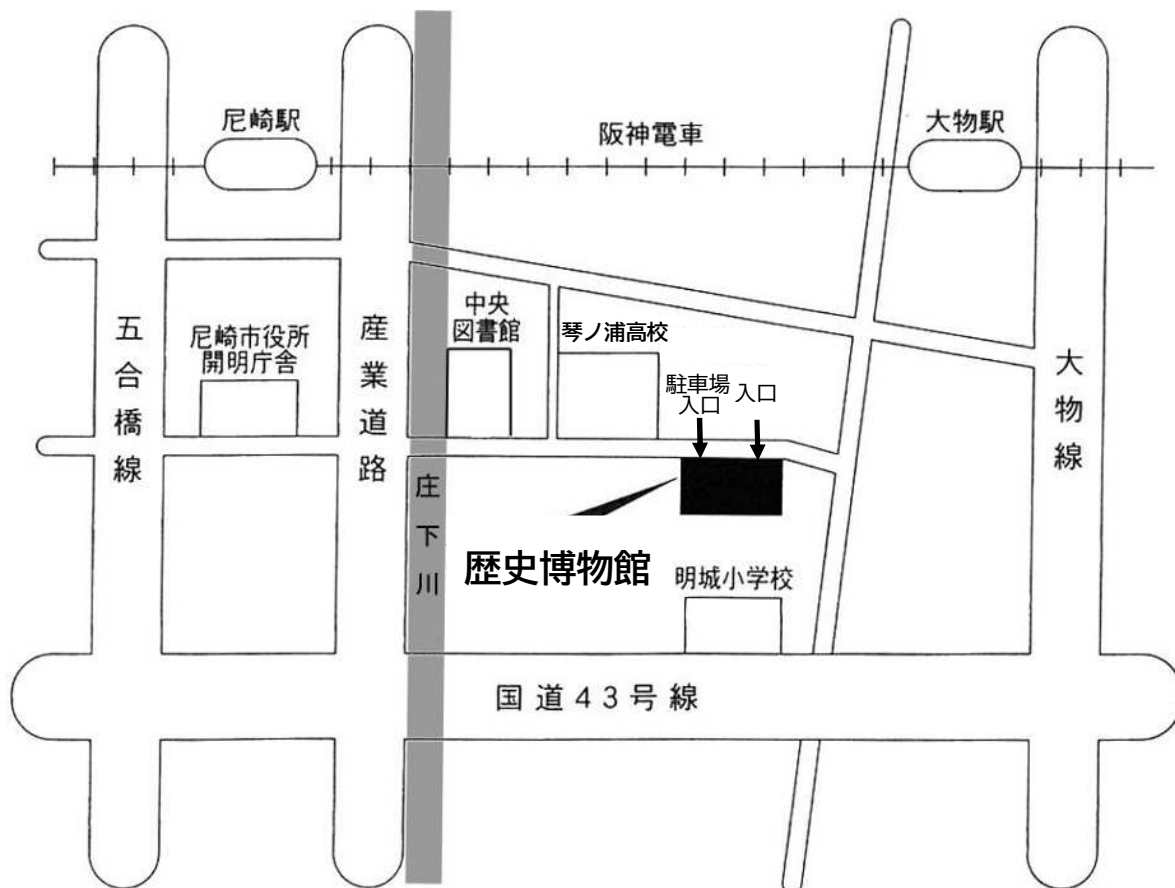 尼崎駅
阪神電車
大物駅
中央
図書館
琴ノ浦高校
尼崎市役所
開明庁舎
五合橋線
産業道路
駐車場
入口
入口
大物線
庄下川
歴史博物館
明城小学校
国道43号線